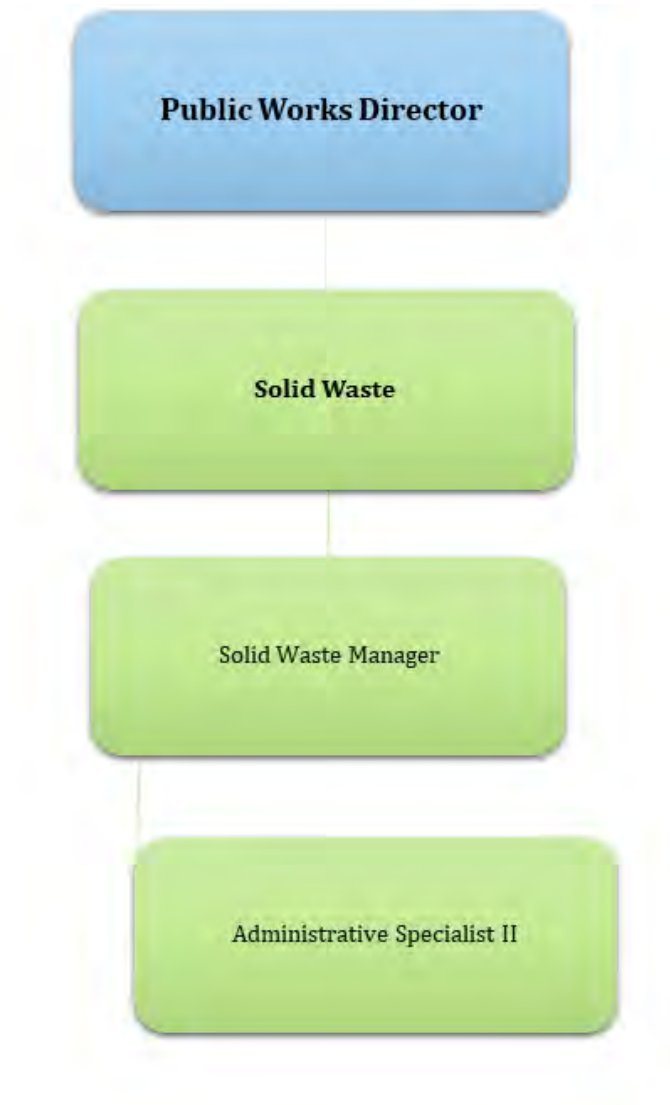 Public Works Director
Solid Waste
Solid Waste Manager
Administrative Specialist II